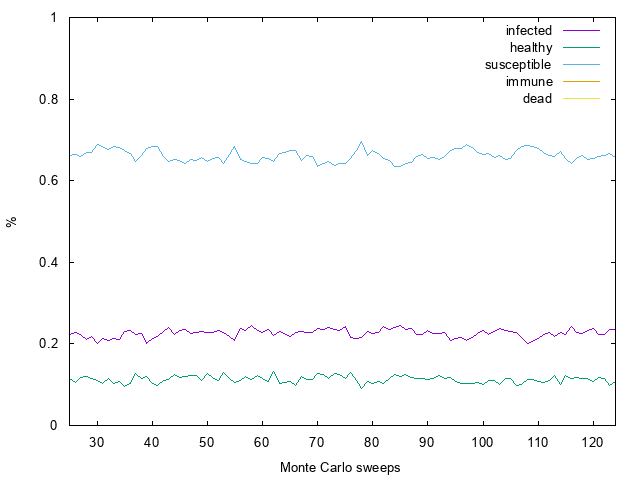 1
0.8
0.6
0.4
0.2
0
%
infected
healthy
susceptible
immune
dead
30 40 50 60 70 80 90 100 110 120
Monte Carlo sweeps